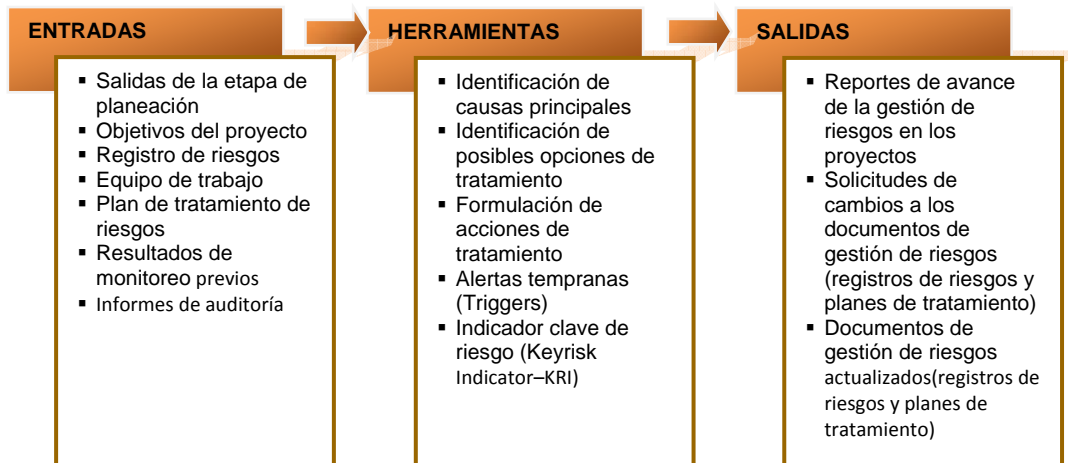 ENTRADAS
▪ Salidas de la etapa de
planeación
▪ Objetivos del proyecto
▪ Registro de riesgos
▪ Equipo de trabajo
▪ Plan de tratamiento de
riesgos
▪ Resultados de
monitoreo previos
▪ Informes de auditoría
HERRAMIENTAS
▪ Identificación de
causas principales
▪ Identificación de
posibles opciones de
tratamiento
▪ Formulación de
acciones de
tratamiento
▪ Alertas tempranas
(Triggers)
▪ Indicador clave de
riesgo (Keyrisk
Indicator–KRI)
SALIDAS
▪ Reportes de avance
de la gestión de
riesgos en los
proyectos
▪ Solicitudes de
cambios a los
documentos de
gestión de riesgos
(registros de riesgos y
planes de tratamiento)
▪ Documentos de
gestión de riesgos
actualizados(registros de
riesgos y planes de
tratamiento)